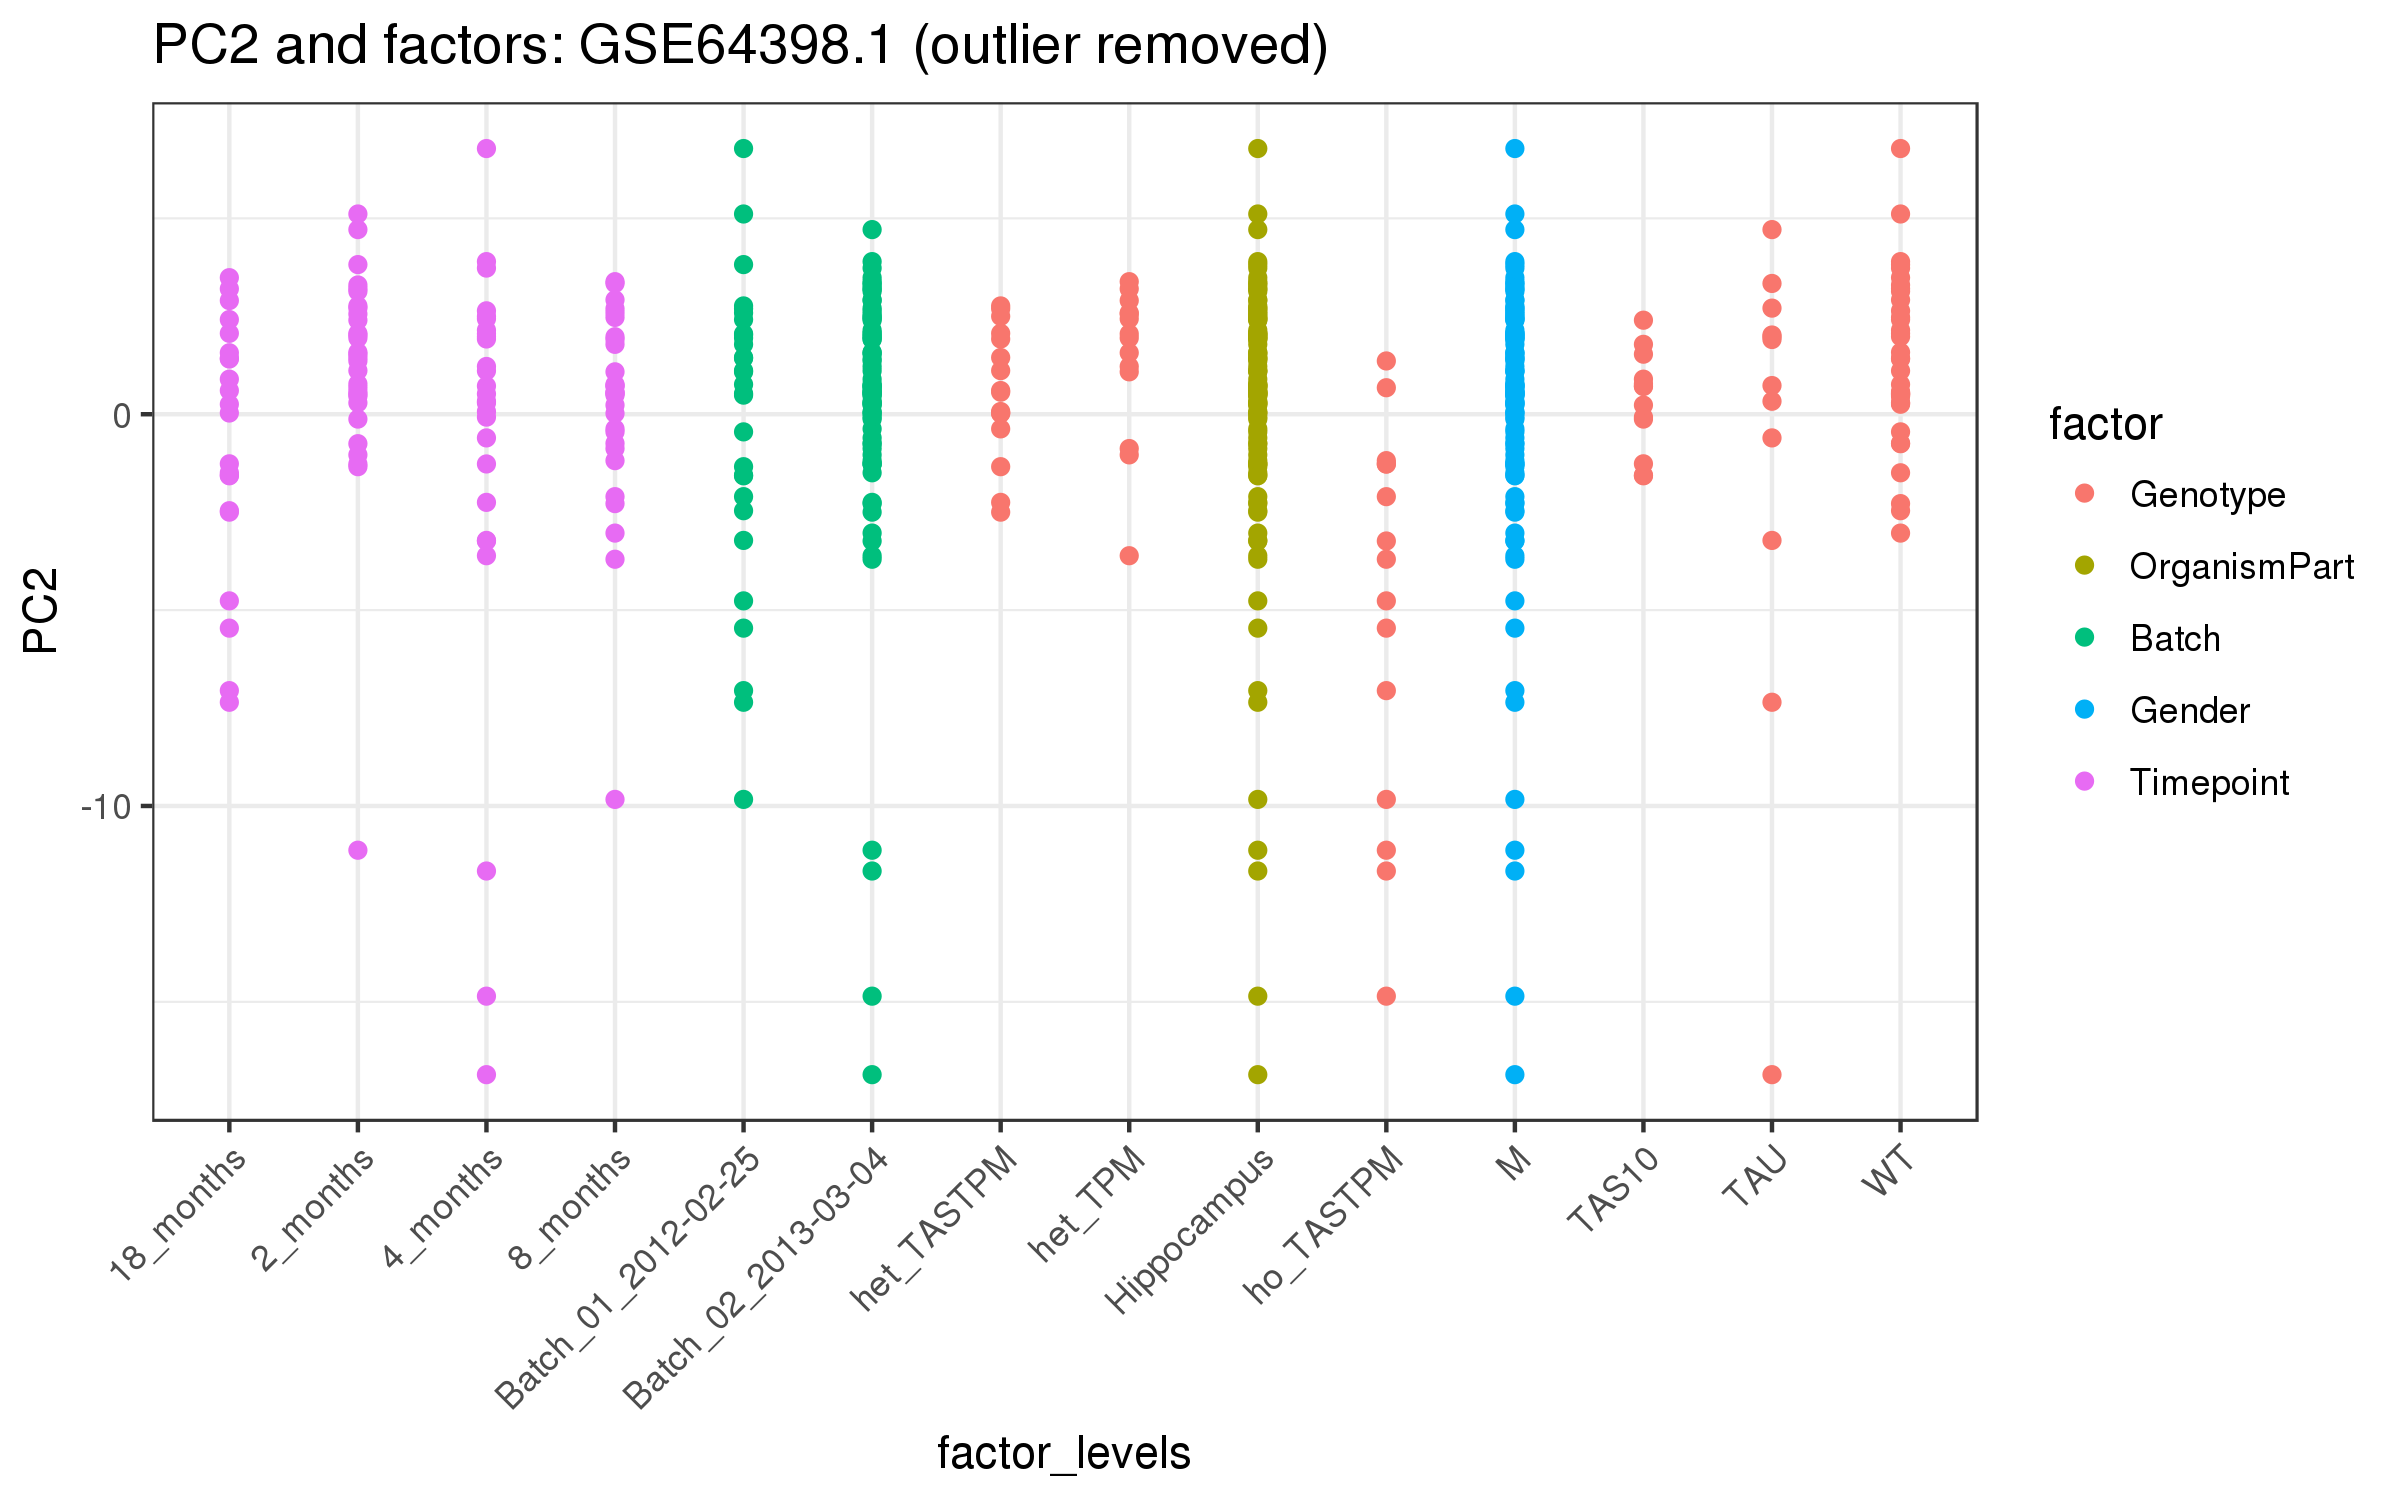 PC2 and factors: GSE64398.1 (outlier removed)
PC2
0
-10
18_months
2_months
4_months
8_months
Batch_01_2012-02-25
Batch_02_2013-03-04
het_TASTPM
het_TPM
Hippocampus
ho_TASTPM
M
TAS10
TAU
WT
factor_levels
factor
Genotype
OrganismPart
Batch
Gender
Timepoint